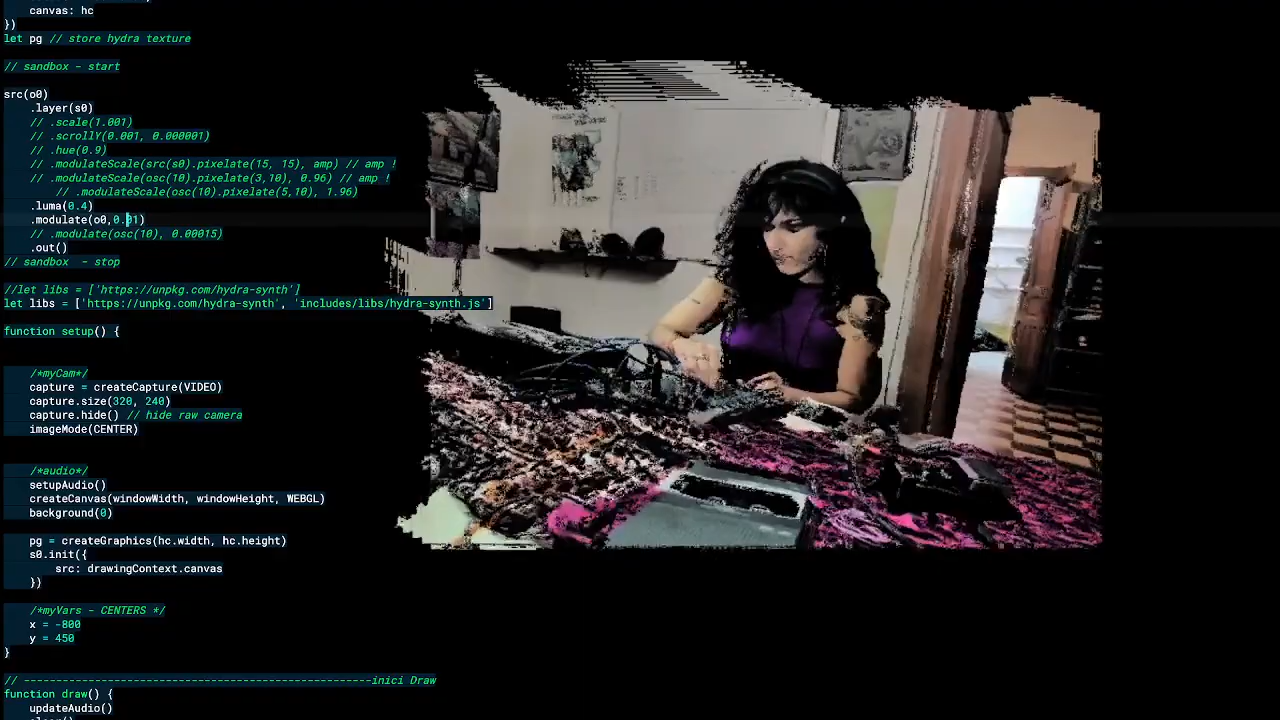 canvas: hc
})
let pg // store hydra texture
// sandbox - start
src(o0)
.layer(s0)
// .scale(1.001)
// .scrollY(0.001, 0.000001)
// .hue(0.9)
// .modulateScale(src(s0).pixelate(15, 15), amp) // amp !
// .modulateScale(osc(10).pixelate(3,10), 0.96) // amp !
// .modulateScale(osc(10).pixelate(5,10), 1.96)
.luma(0.4)
.modulate(o0,0.01)
// .modulate(osc(10), 0.00015)
.out()
// sandbox - stop
//let libs = ['https://unpkg.com/hydra-synth']
let libs = ['https://unpkg.com/hydra-synth', 'includes/libs/hydra-synth.js']
function setup() {
/*myCam*/
capture = createCapture(VIDEO)
capture.size(320, 240)
capture.hide() // hide raw camera
imageMode(CENTER)
/*audio*/
setupAudio()
createCanvas(windowWidth, windowHeight, WEBGL)
background(0)
pg = createGraphics(hc.width, hc.height)
s0.init({
src: drawingContext.canvas
})
/*myVars - CENTERS */
x = -800
y = 450
}
// ------------------------------------------------------inici Draw
function draw() {
updateAudio()